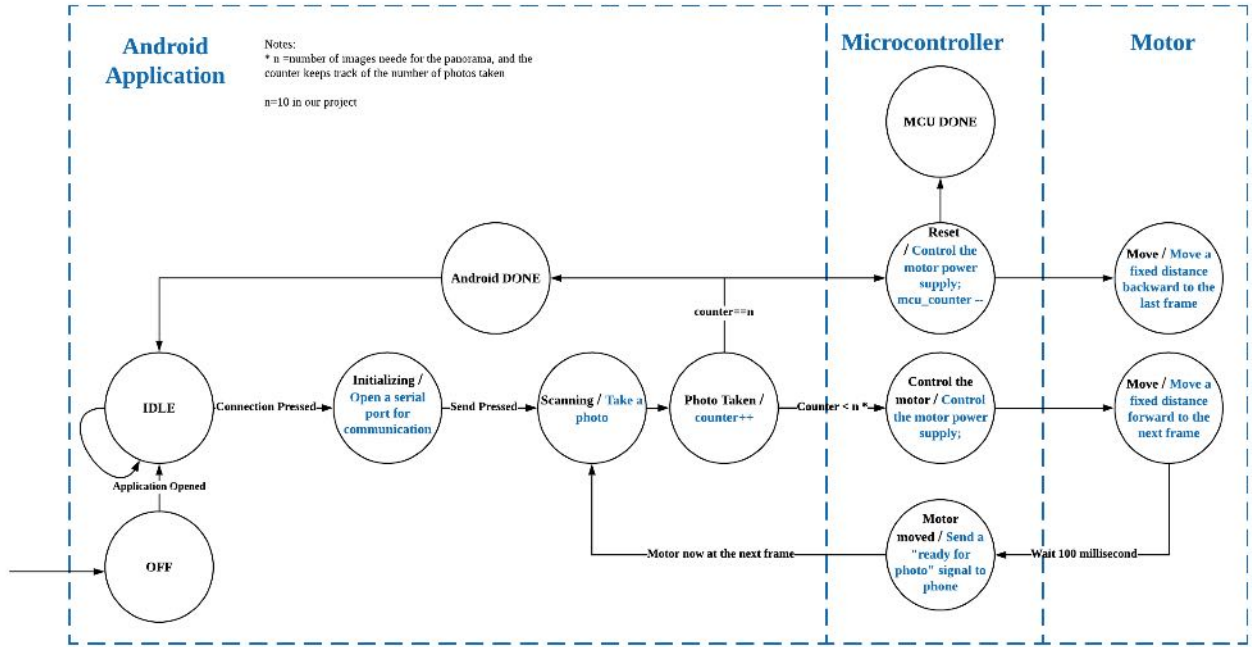 Android
Application
Notes:
* n =number of images neede for the panorama, and the
counter keeps track of the number of photos taken
n=10 in our project
Microcontroller
Motor
MCU DONE
Android DONE
Reset
/ Control the
motor power
supply;
mcu_counter --
Move / Move a
fixed distance
backward to the
last frame
counter==n
IDLE
Connection Pressed
Initializing /
Open a serial
port for
communication
Send Pressed
Scanning / Take a
photo
Photo Taken /
counter++
Counter < n *
Control the
motor / Control
the motor power
supply;
Move / Move a
fixed distance
forward to the
next frame
Application Opened
OFF
Motor now at the next frame
Motor
moved / Send a
"ready for
photo" signal to
phone
Wait 100 millisecond